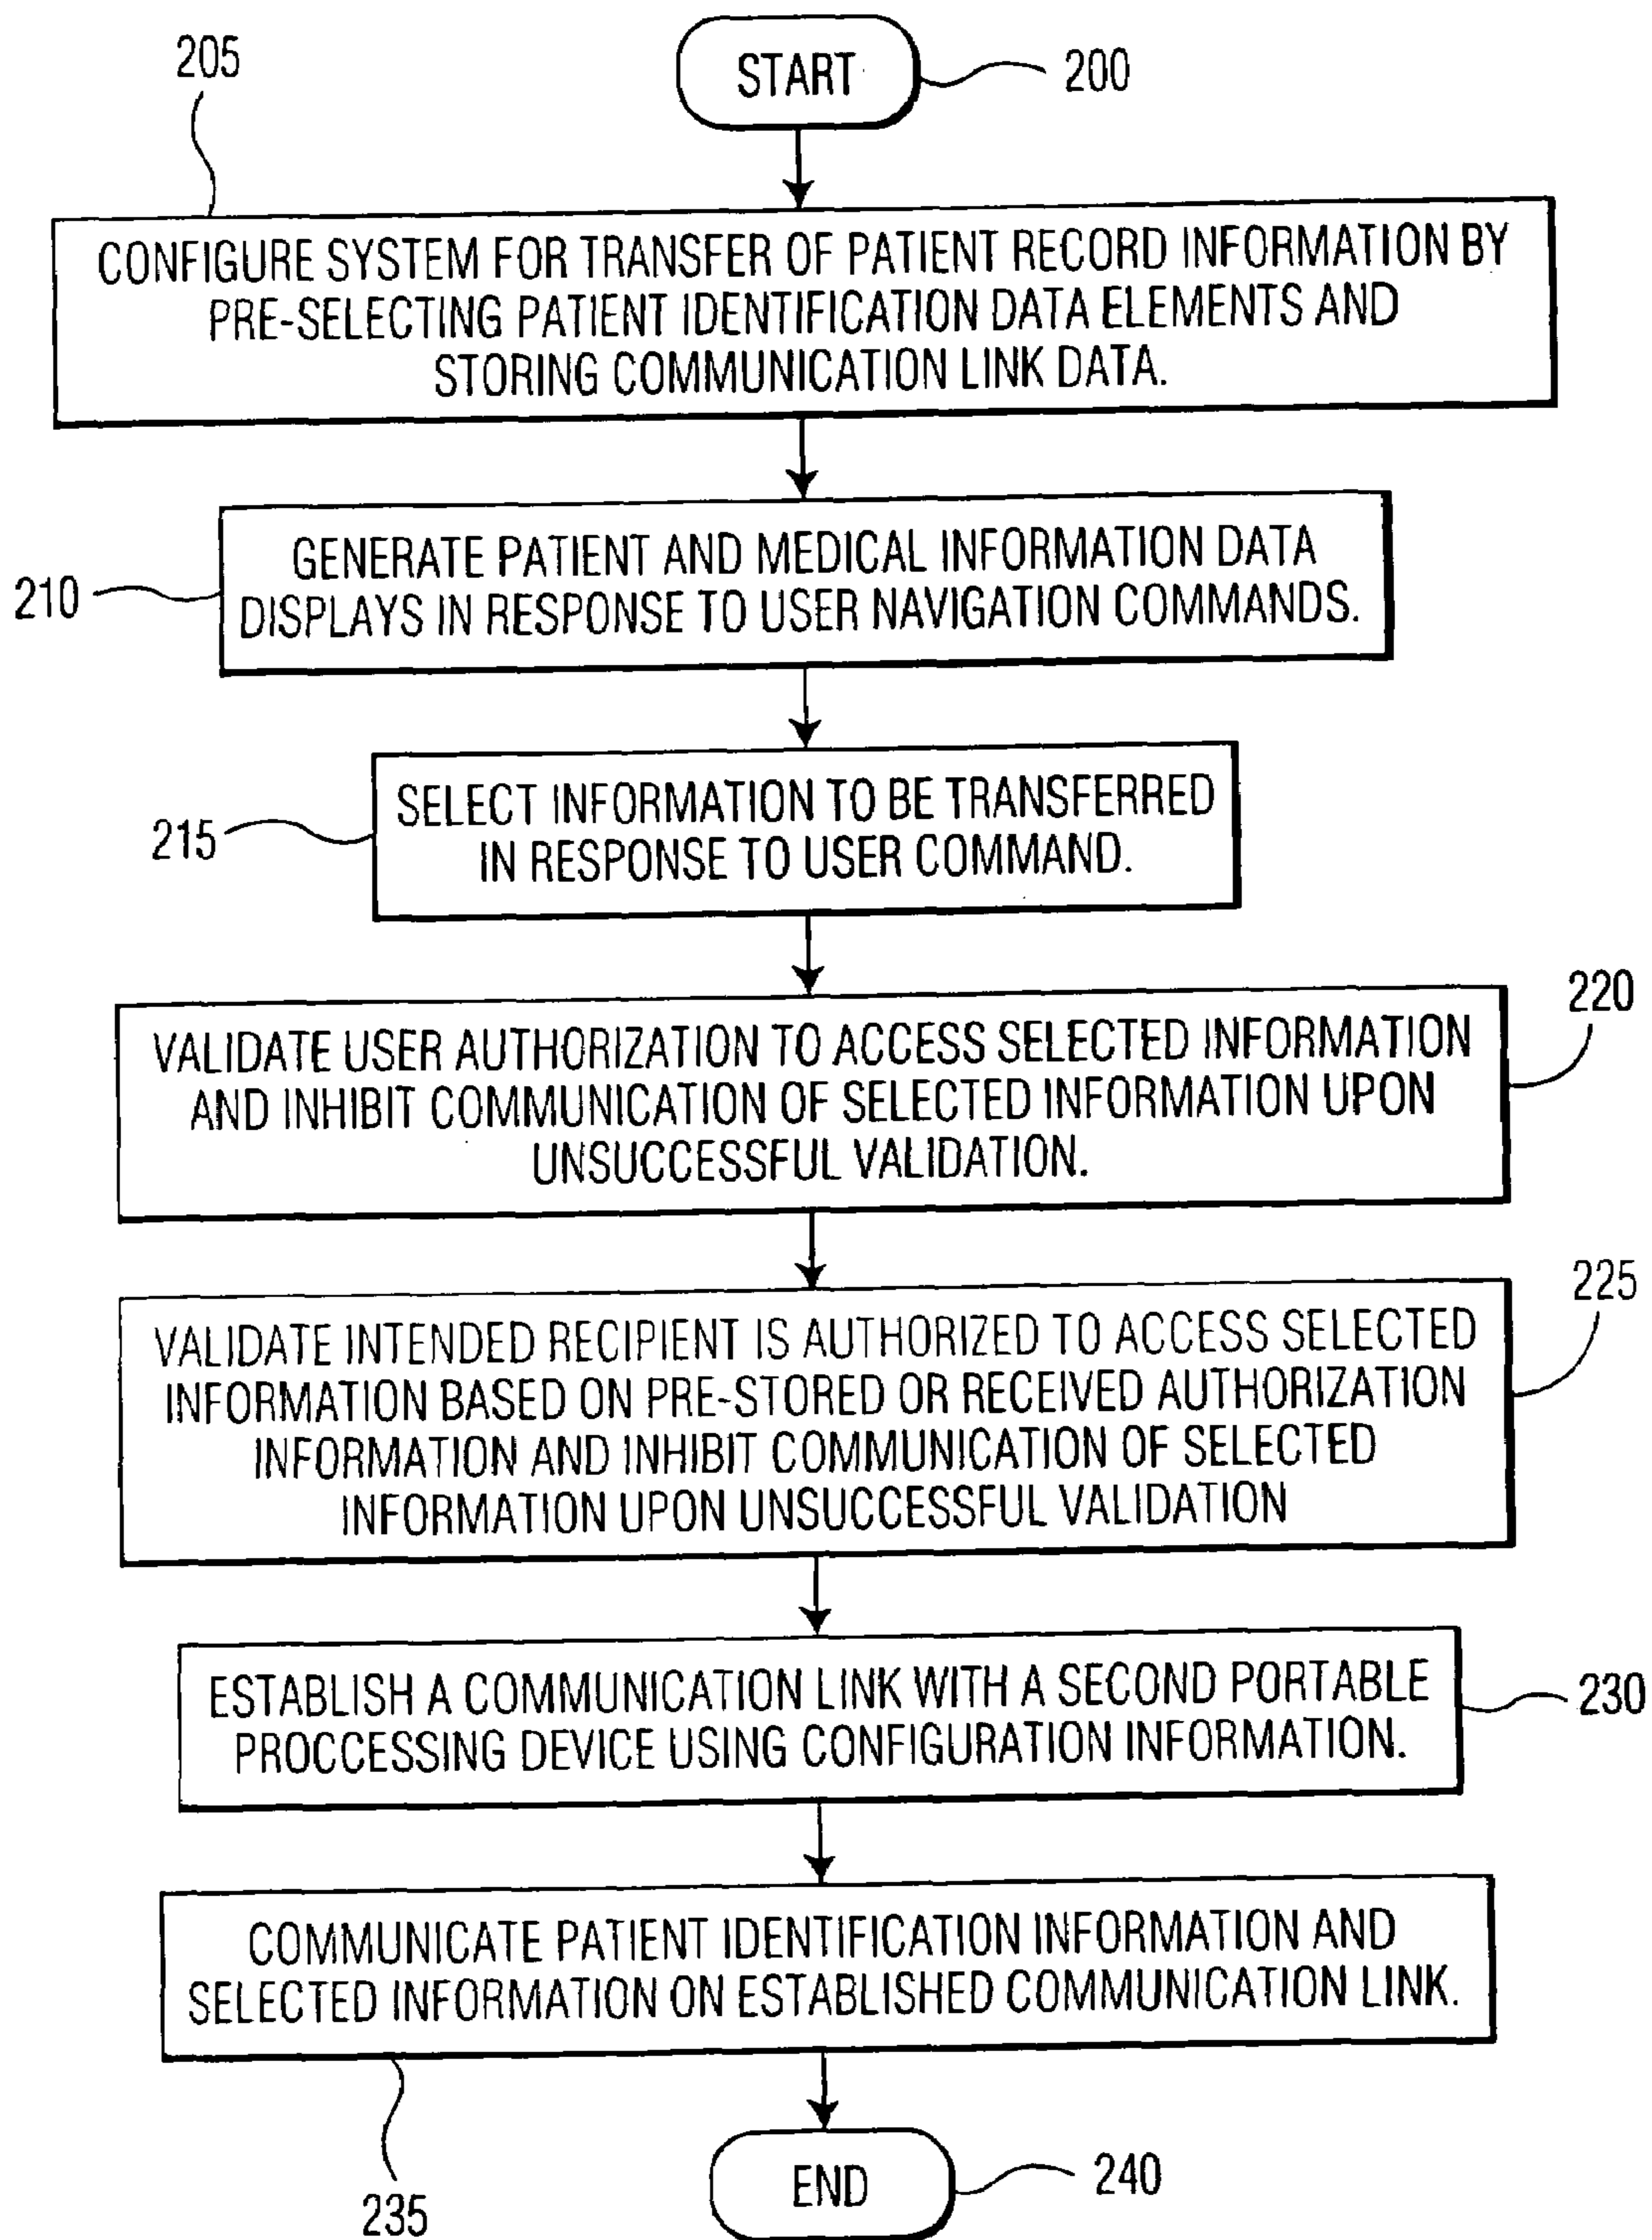 START
200
205
CONFIGURE SYSTEM FOR TRANSFER OF PATIENT RECORD INFORMATION BY
PRE-SELECTING PATIENT IDENTIFICATION DATA ELEMENTS AND
STORING COMMUNICATION LINK DATA.
210
GENERATE PATIENT AND MEDICAL INFORMATION DATA
DISPLAYS IN RESPONSE TO USER NAVIGATION COMMANDS.
215
SELECT INFORMATION TO BE TRANSFERRED
IN RESPONSE TO USER COMMAND.
220
VALIDATE USER AUTHORIZATION TO ACCESS SELECTED INFORMATION
AND INHIBIT COMMUNICATION OF SELECTED INFORMATION UPON
UNSUCCESSFUL VALIDATION.
225
VALIDATE INTENDED RECIPIENT IS AUTHORIZED TO ACCESS SELECTED
INFORMATION BASED ON PRE-STORED OR RECEIVED AUTHORIZATION
INFORMATION AND INHIBIT COMMUNICATION OF SELECTED
INFORMATION UPON UNSUCCESSFUL VALIDATION
ESTABLISH A COMMUNICATION LINK WITH A SECOND PORTABLE
PROCCESSING DEVICE USING CONFIGURATION INFORMATION.
230
COMMUNICATE PATIENT IDENTIFICATION INFORMATION AND
SELECTED INFORMATION ON ESTABLISHED COMMUNICATION LINK.
235
END
240